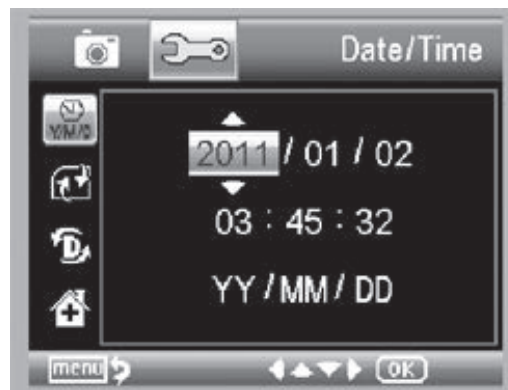 Date/Time
Y/M/D
2011 / 01 / 02
03 : 45 : 32
YY / MM / DD
D
menu OK